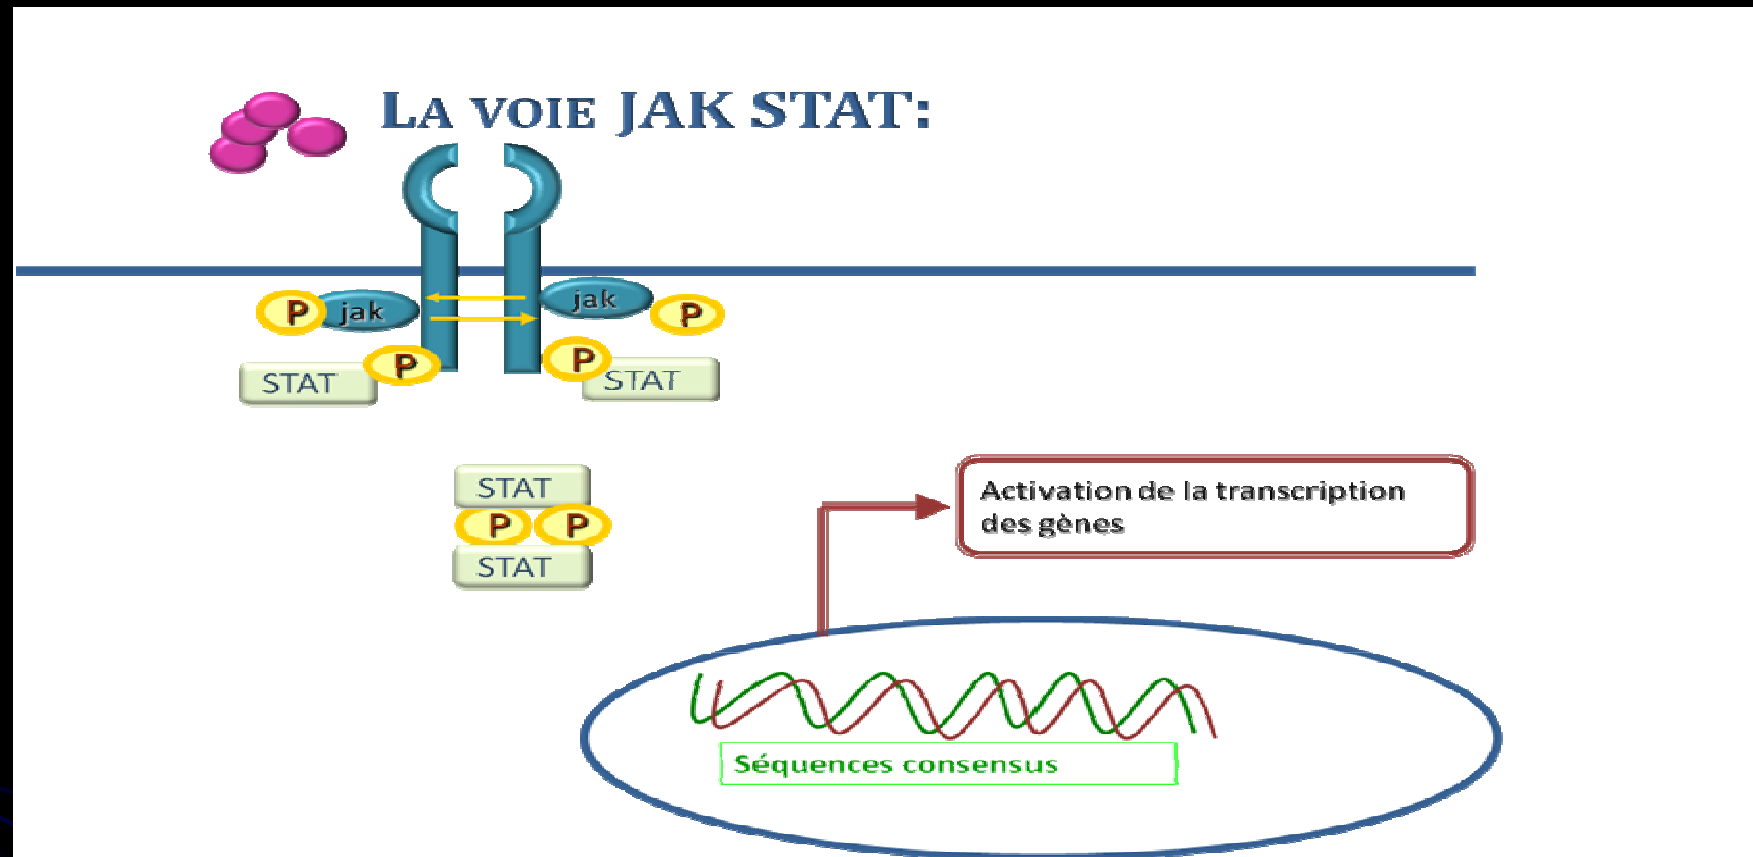 LA VOIE JAK STAT:
P jak jak P
P P
STAT STAT
STAT
P P
STAT
Activation de la transcription
des gènes
Séquences consensus